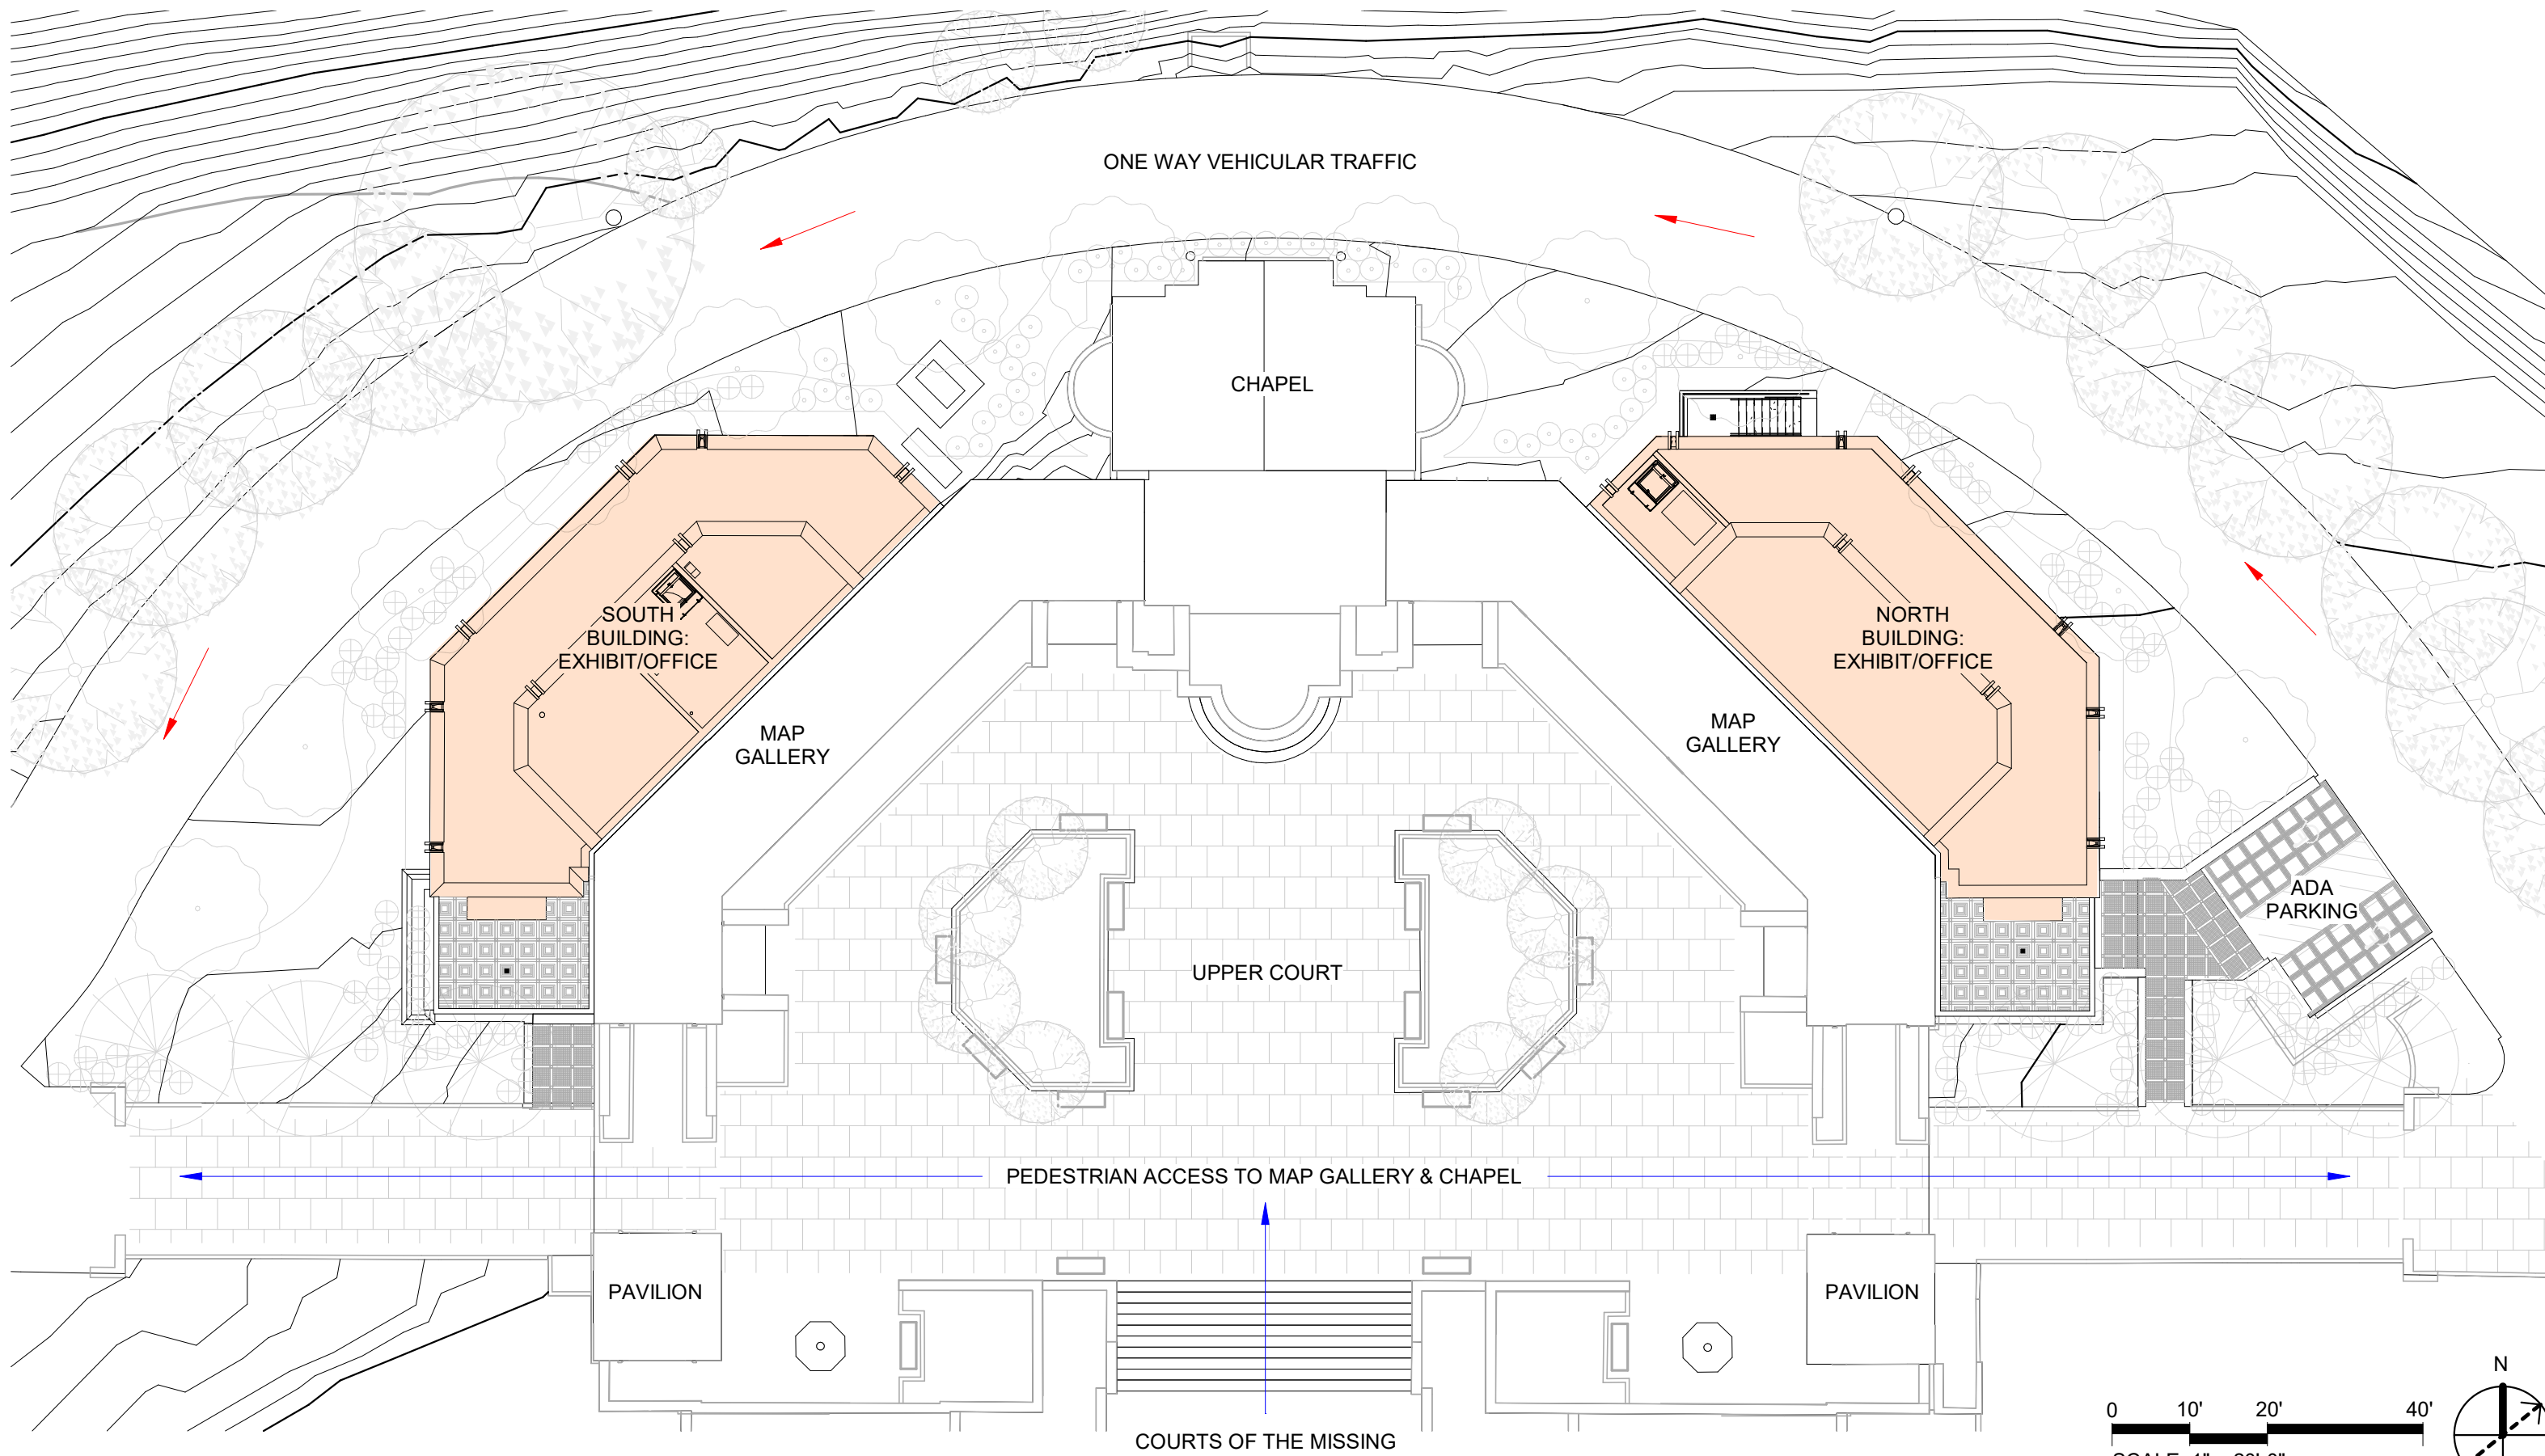 ONE WAY VEHICULAR TRAFFIC
CHAPEL
SOUTH
BUILDING:
EXHIBIT/OFFICE
NORTH
BUILDING:
EXHIBIT/OFFICE
MAP
GALLERY
MAP
GALLERY
ADA
PARKING
UPPER COURT
PEDESTRIAN ACCESS TO MAP GALLERY & CHAPEL
PAVILION
PAVILION
N
0 10' 20' 40'
COURTS OF THE MISSING